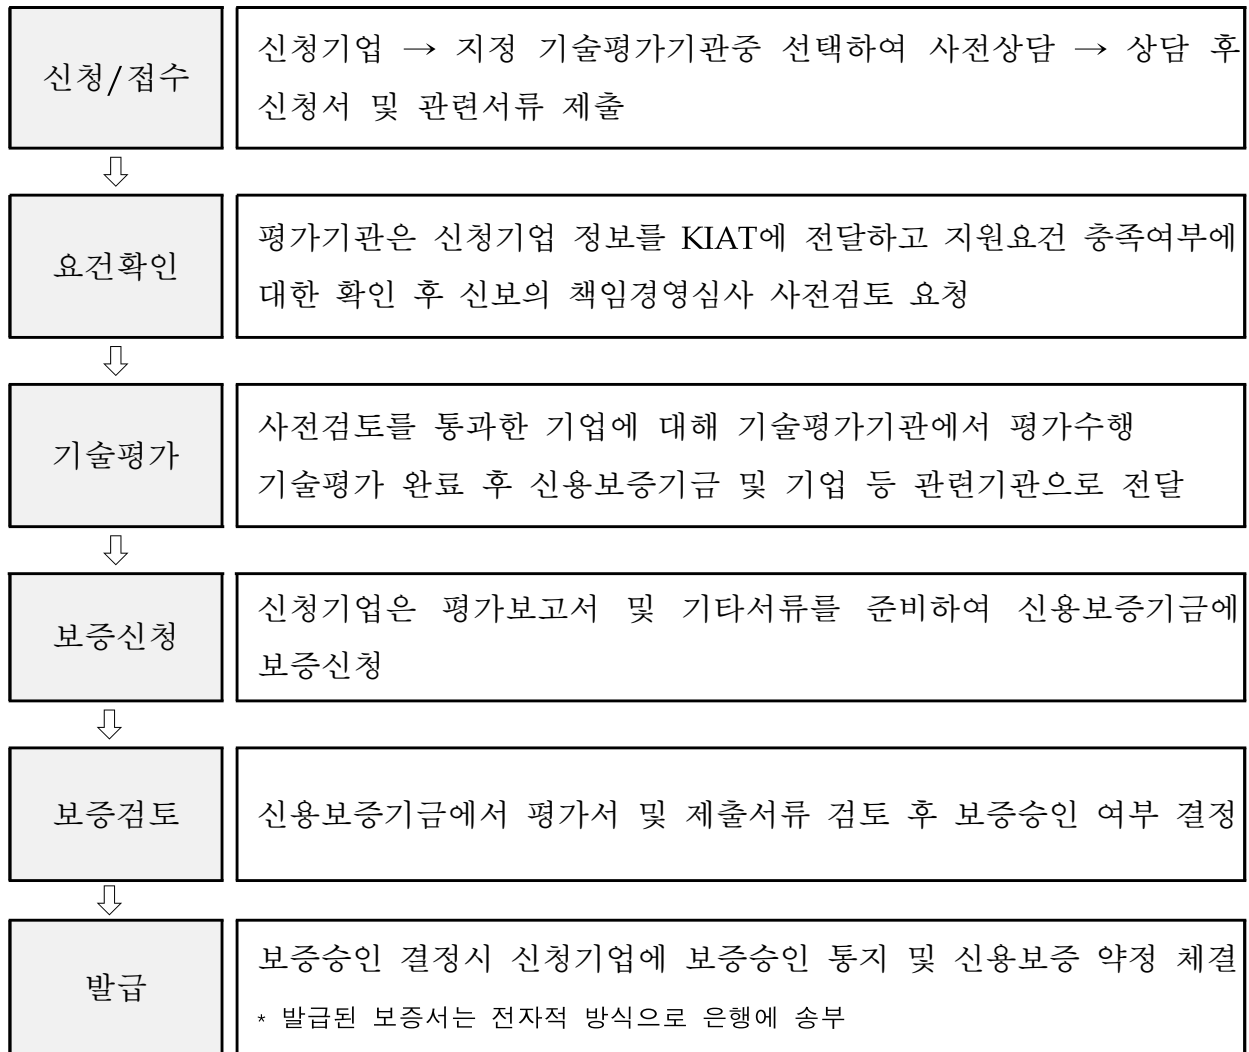 신청/접수
신청기업 → 지정 기술평가기관중 선택하여 사전상담 → 상담 후
신청서 및 관련서류 제출
요건확인
평가기관은 신청기업 정보를 KIAT에 전달하고 지원요건 충족여부에
대한 확인 후 신보의 책임경영심사 사전검토 요청
기술평가
사전검토를 통과한 기업에 대해 기술평가기관에서 평가수행
기술평가 완료 후 신용보증기금 및 기업 등 관련기관으로 전달
보증신청
신청기업은 평가보고서 및 기타서류를 준비하여 신용보증기금에
보증신청
보증검토
신용보증기금에서 평가서 및 제출서류 검토 후 보증승인 여부 결정
발급
보증승인 결정시 신청기업에 보증승인 통지 및 신용보증 약정 체결
* 발급된 보증서는 전자적 방식으로 은행에 송부